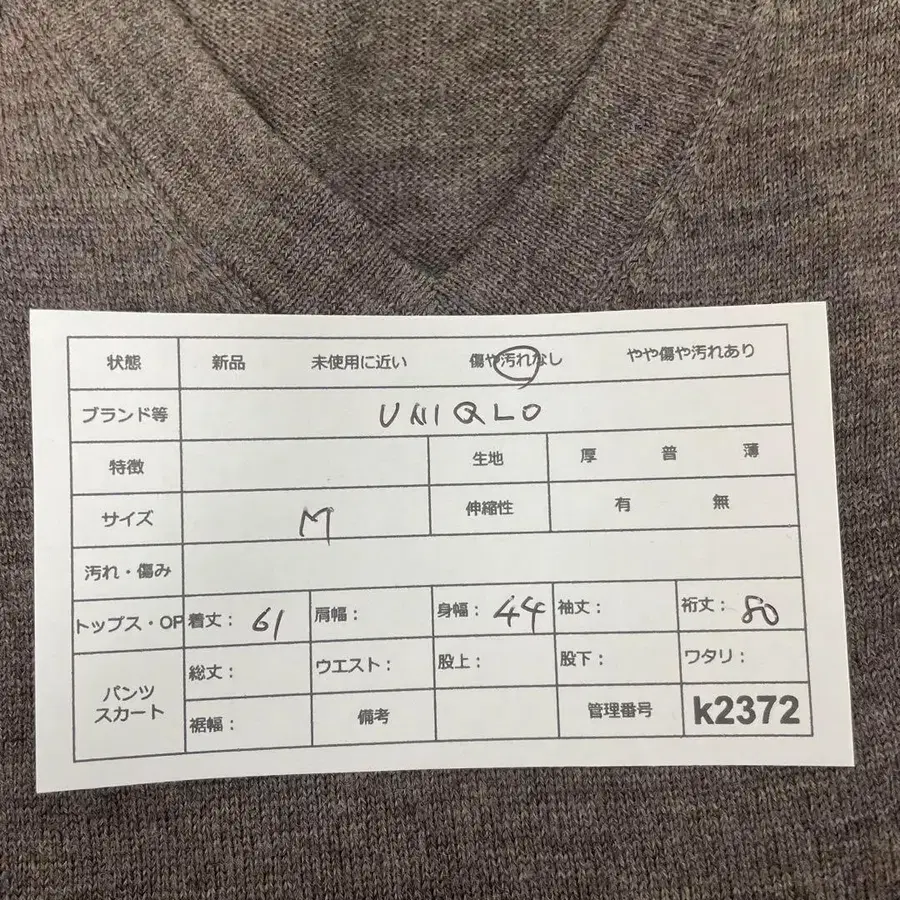 状態 新品 未使用に近い 傷や汚れなし やや傷や汚れあり
ブランド等 UNIQLO
特徴 生地 厚 普 薄
サイズ M 伸縮性 有 無
汚れ・傷み
トップス・OP 着丈： 61 肩幅： 身幅： 44 袖丈： 裄丈： 80
パンツ 総丈： ウエスト： 股上： 股下： ワタリ：
スカート 裾幅： 備考 管理番号 k2372